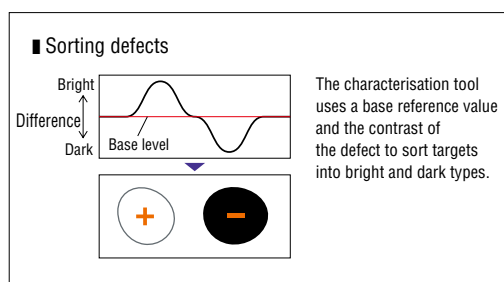 Sorting defects
Bright
Difference
Dark
Base level
+
−
The characterisation tool
uses a base reference value
and the contrast of
the defect to sort targets
into bright and dark types.